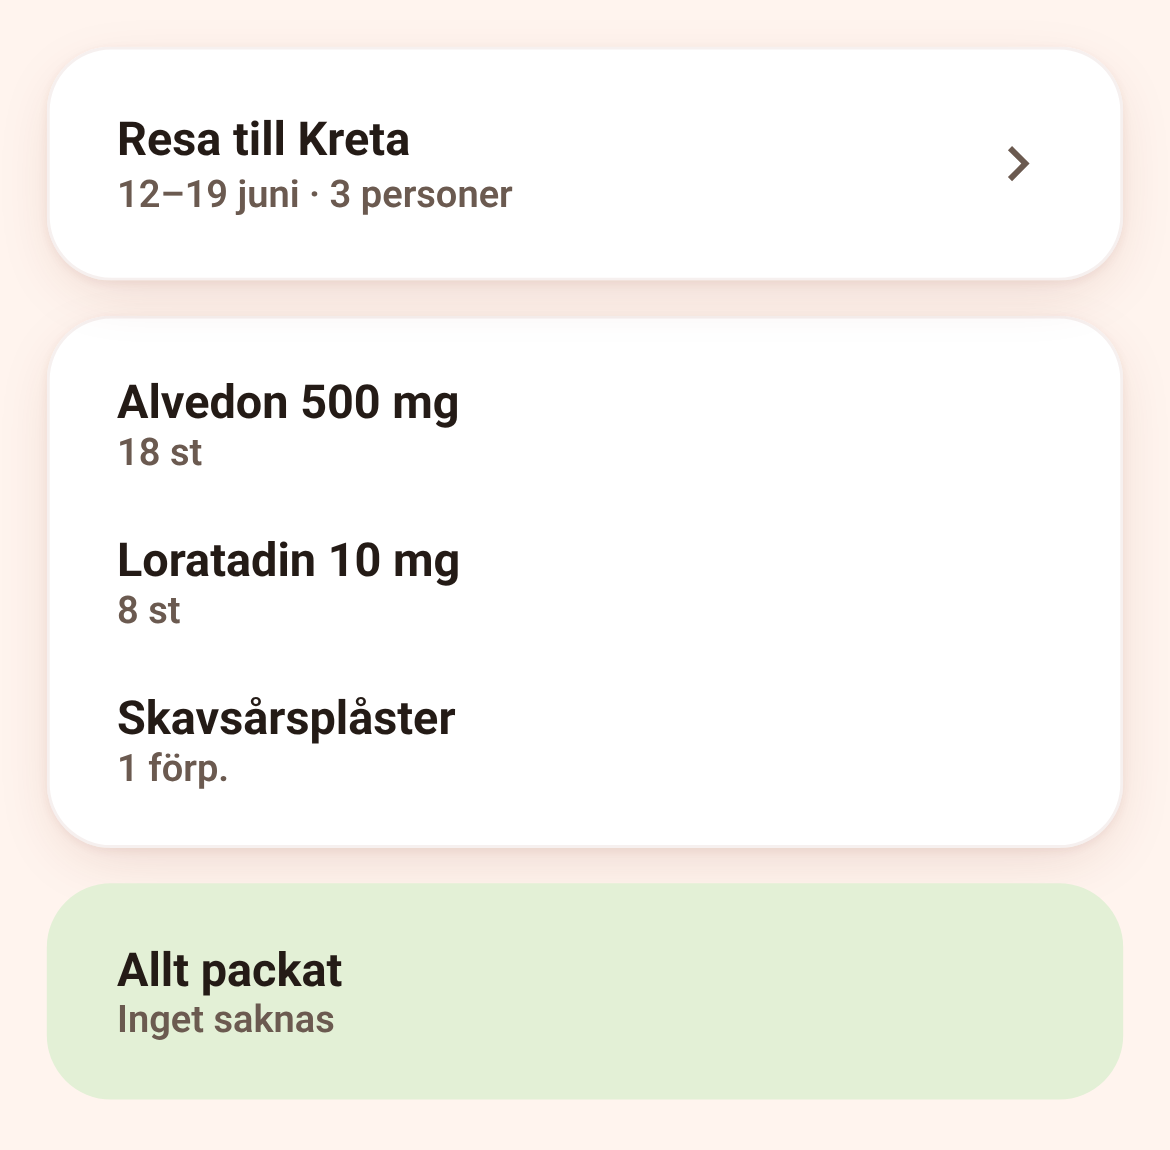 Resa till Kreta
12–19 juni · 3 personer
Alvedon 500 mg
18 st
Loratadin 10 mg
8 st
Skavsårsplåster
1 förp.
Allt packat
Inget saknas